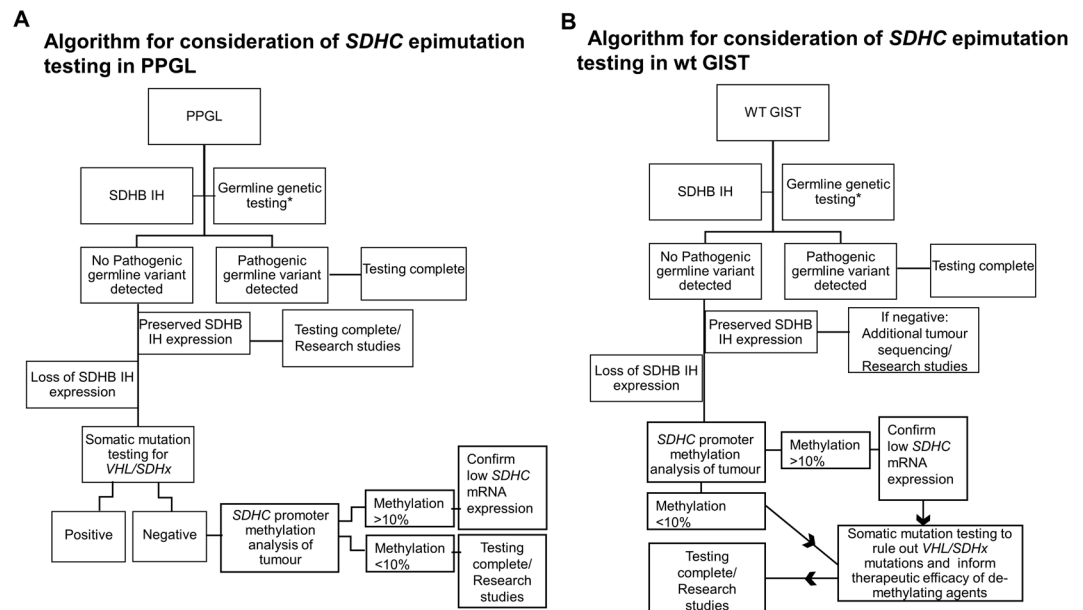 A
Algorithm for consideration of SDHC epimutation
testing in PPGL
PPGL
SDHB IH
Germline genetic
testing*
No Pathogenic
germline variant
detected
Pathogenic
germline variant
detected
Testing complete
Preserved SDHB
IH expression
Testing complete/
Research studies
Loss of SDHB IH
expression
Somatic mutation
testing for
VHL/SDHx
Positive
Negative
SDHC promoter
methylation
analysis of
tumour
Methylation
>10%
Confirm
low SDHC
mRNA
expression
Methylation
<10%
Testing
complete/
Research
studies
B
Algorithm for consideration of SDHC epimutation
testing in wt GIST
WT GIST
SDHB IH
Germline genetic
testing*
No Pathogenic
germline variant
detected
Pathogenic
germline variant
detected
Testing complete
Preserved SDHB
IH expression
If negative:
Additional tumour
sequencing/
Research studies
Loss of SDHB IH
expression
SDHC promoter
methylation
analysis of tumour
Methylation
>10%
Confirm
low SDHC
mRNA
expression
Methylation
<10%
Somatic mutation testing to
rule out VHL/SDHx
mutations and inform
therapeutic efficacy of de-
methylating agents
Testing
complete/
Research
studies